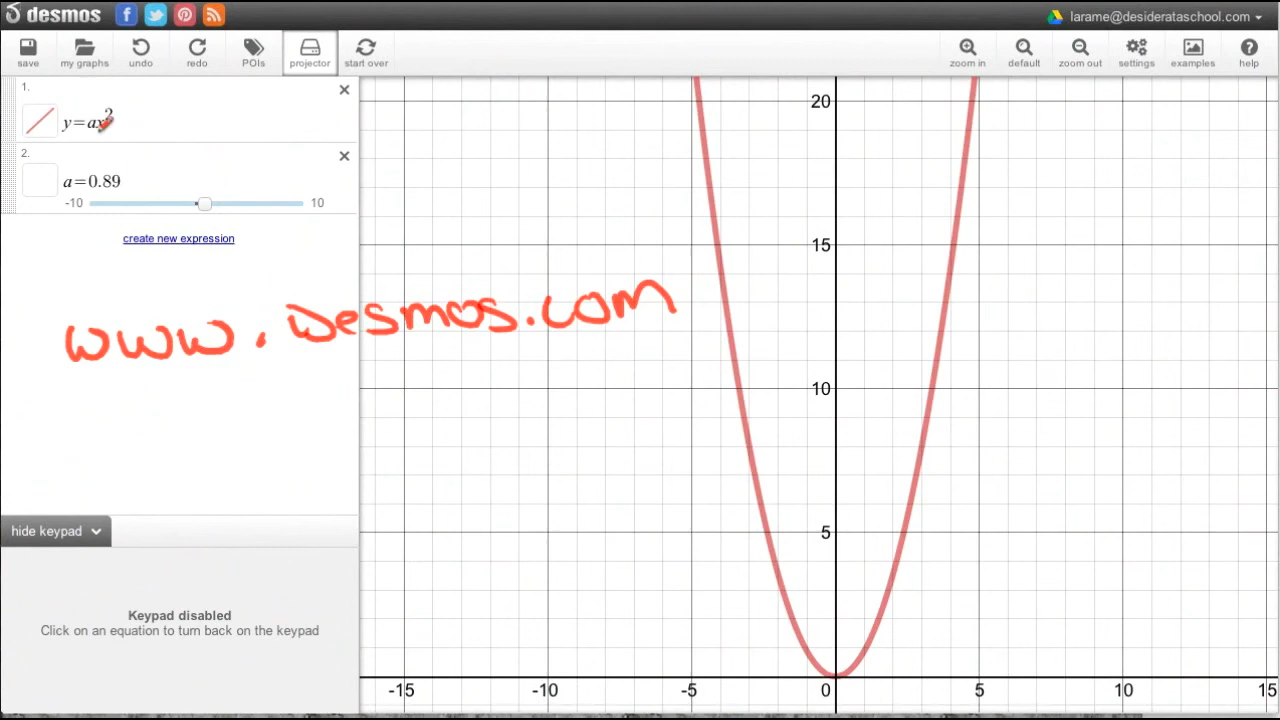 desmos
larame@desiderataschool.com
save my graphs undo redo POIs projector start over zoom in default zoom out settings examples help
1.
y=ax²
2.
a=0.89
-10 10
create new expression
www.Desmos.com
hide keypad
Keypad disabled
Click on an equation to turn back on the keypad
20
15
10
5
-15 -10 -5 0 5 10 15